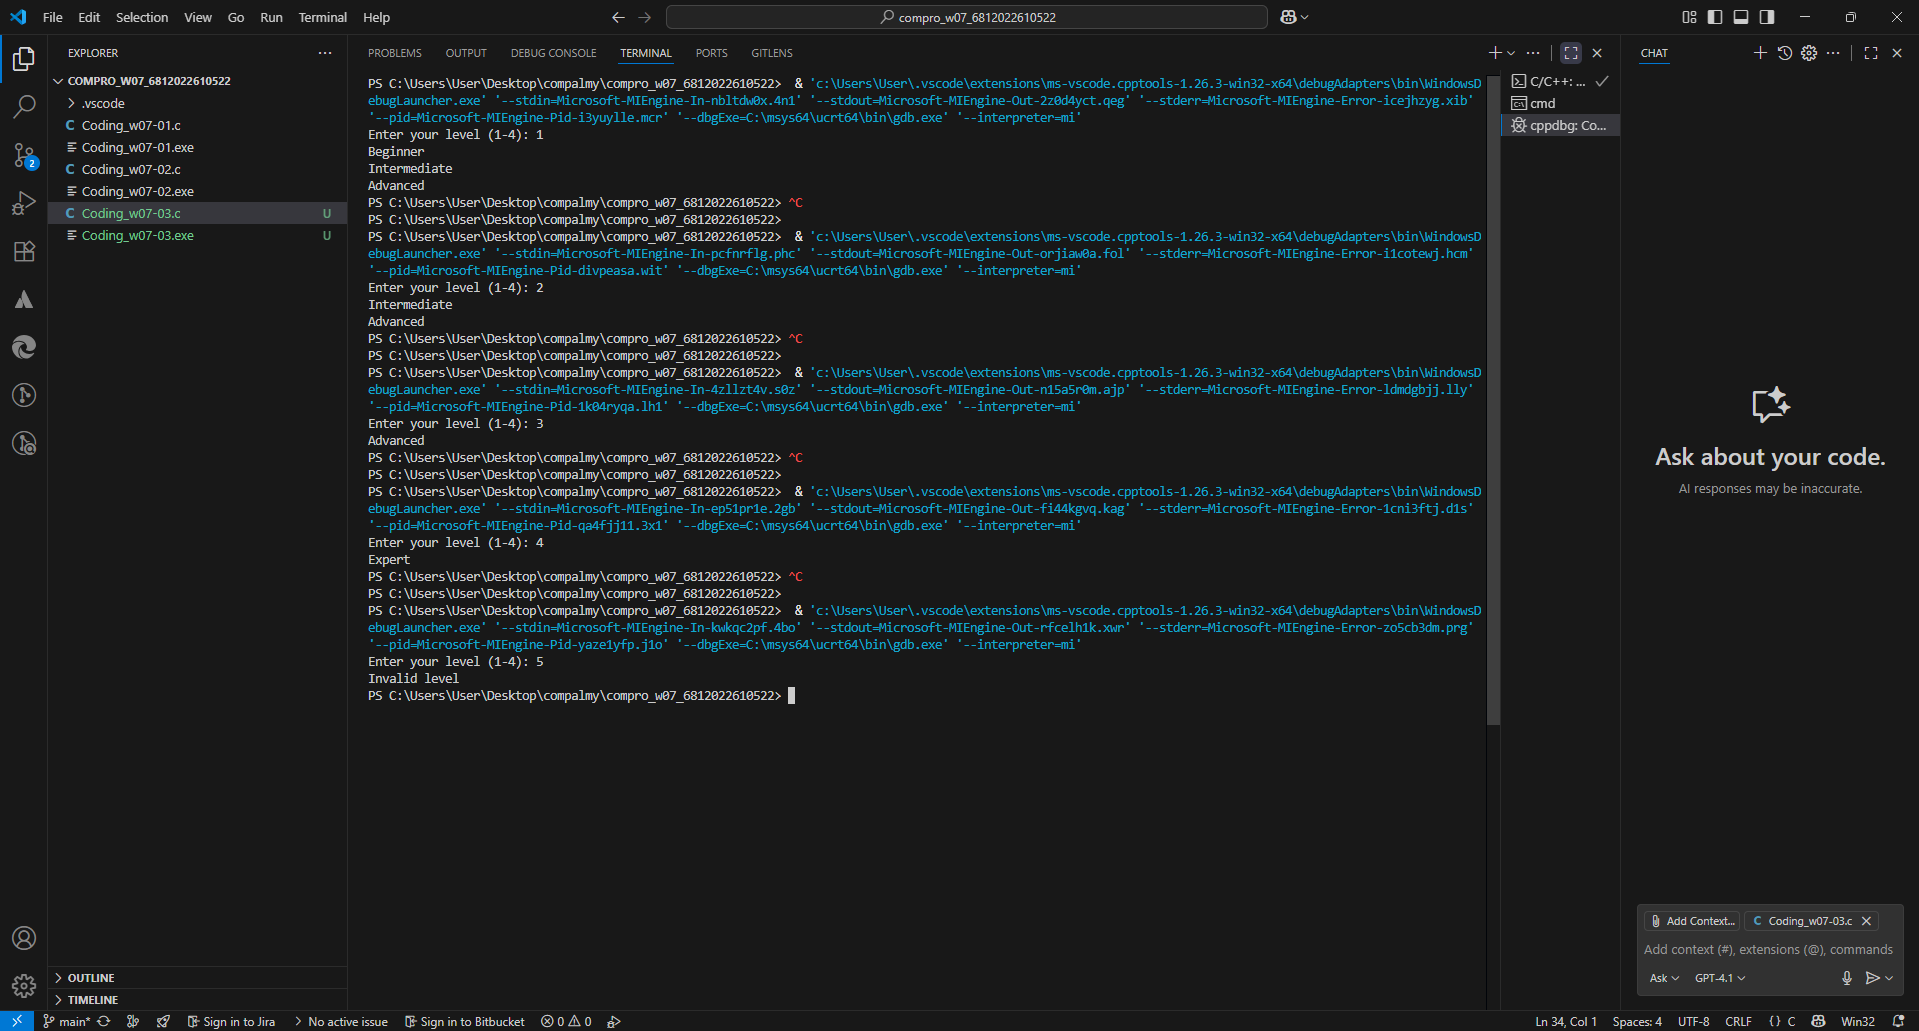 File Edit Selection View Go Run Terminal Help
compro_w07_6812022610522
EXPLORER
COMPRO_W07_6812022610522
.vscode
C Coding_w07-01.c
Coding_w07-01.exe
C Coding_w07-02.c
Coding_w07-02.exe
C Coding_w07-03.c U
Coding_w07-03.exe U
2
OUTLINE
TIMELINE
PROBLEMS OUTPUT DEBUG CONSOLE TERMINAL PORTS GITLENS
PS C:\Users\User\Desktop\compalmy\compro_w07_6812022610522> & 'c:\Users\User\.vscode\extensions\ms-vscode.cpptools-1.26.3-win32-x64\debugAdapters\bin\WindowsD
ebugLauncher.exe' '--stdin=Microsoft-MIEngine-In-nbltdw0x.4n1' '--stdout=Microsoft-MIEngine-Out-2z0d4yct.qeg' '--stderr=Microsoft-MIEngine-Error-icejhzyg.xib'
'--pid=Microsoft-MIEngine-Pid-i3yuylle.mcr' '--dbgExe=C:\msys64\ucrt64\bin\gdb.exe' '--interpreter=mi'
Enter your level (1-4): 1
Beginner
Intermediate
Advanced
PS C:\Users\User\Desktop\compalmy\compro_w07_6812022610522> ^C
PS C:\Users\User\Desktop\compalmy\compro_w07_6812022610522>
PS C:\Users\User\Desktop\compalmy\compro_w07_6812022610522> & 'c:\Users\User\.vscode\extensions\ms-vscode.cpptools-1.26.3-win32-x64\debugAdapters\bin\WindowsD
ebugLauncher.exe' '--stdin=Microsoft-MIEngine-In-pcfnrflg.phc' '--stdout=Microsoft-MIEngine-Out-orjiaw0a.fol' '--stderr=Microsoft-MIEngine-Error-i1cotewj.hcm'
'--pid=Microsoft-MIEngine-Pid-divpeasa.wit' '--dbgExe=C:\msys64\ucrt64\bin\gdb.exe' '--interpreter=mi'
Enter your level (1-4): 2
Intermediate
Advanced
PS C:\Users\User\Desktop\compalmy\compro_w07_6812022610522> ^C
PS C:\Users\User\Desktop\compalmy\compro_w07_6812022610522>
PS C:\Users\User\Desktop\compalmy\compro_w07_6812022610522> & 'c:\Users\User\.vscode\extensions\ms-vscode.cpptools-1.26.3-win32-x64\debugAdapters\bin\WindowsD
ebugLauncher.exe' '--stdin=Microsoft-MIEngine-In-4zllzt4v.s0z' '--stdout=Microsoft-MIEngine-Out-n15a5r0m.ajp' '--stderr=Microsoft-MIEngine-Error-ldmdgbjj.lly'
'--pid=Microsoft-MIEngine-Pid-1k04ryqa.lh1' '--dbgExe=C:\msys64\ucrt64\bin\gdb.exe' '--interpreter=mi'
Enter your level (1-4): 3
Advanced
PS C:\Users\User\Desktop\compalmy\compro_w07_6812022610522> ^C
PS C:\Users\User\Desktop\compalmy\compro_w07_6812022610522>
PS C:\Users\User\Desktop\compalmy\compro_w07_6812022610522> & 'c:\Users\User\.vscode\extensions\ms-vscode.cpptools-1.26.3-win32-x64\debugAdapters\bin\WindowsD
ebugLauncher.exe' '--stdin=Microsoft-MIEngine-In-ep51pr1e.2gb' '--stdout=Microsoft-MIEngine-Out-fi44kgvq.kag' '--stderr=Microsoft-MIEngine-Error-1cni3ftj.d1s'
'--pid=Microsoft-MIEngine-Pid-qa4fjj11.3x1' '--dbgExe=C:\msys64\ucrt64\bin\gdb.exe' '--interpreter=mi'
Enter your level (1-4): 4
Expert
PS C:\Users\User\Desktop\compalmy\compro_w07_6812022610522> ^C
PS C:\Users\User\Desktop\compalmy\compro_w07_6812022610522>
PS C:\Users\User\Desktop\compalmy\compro_w07_6812022610522> & 'c:\Users\User\.vscode\extensions\ms-vscode.cpptools-1.26.3-win32-x64\debugAdapters\bin\WindowsD
ebugLauncher.exe' '--stdin=Microsoft-MIEngine-In-kwkqc2pf.4bo' '--stdout=Microsoft-MIEngine-Out-rfcelh1k.xwr' '--stderr=Microsoft-MIEngine-Error-zo5cb3dm.prg'
'--pid=Microsoft-MIEngine-Pid-yaze1yfp.j1o' '--dbgExe=C:\msys64\ucrt64\bin\gdb.exe' '--interpreter=mi'
Enter your level (1-4): 5
Invalid level
PS C:\Users\User\Desktop\compalmy\compro_w07_6812022610522>
C/C++: ...
cmd
cppdbg: Co...
CHAT
Ask about your code.
AI responses may be inaccurate.
Add Context... C Coding_w07-03.c
Add context (#), extensions (@), commands
Ask GPT-4.1
main* Sign in to Jira No active issue Sign in to Bitbucket 0 0 Ln 34, Col 1 Spaces: 4 UTF-8 CRLF {} C Win32